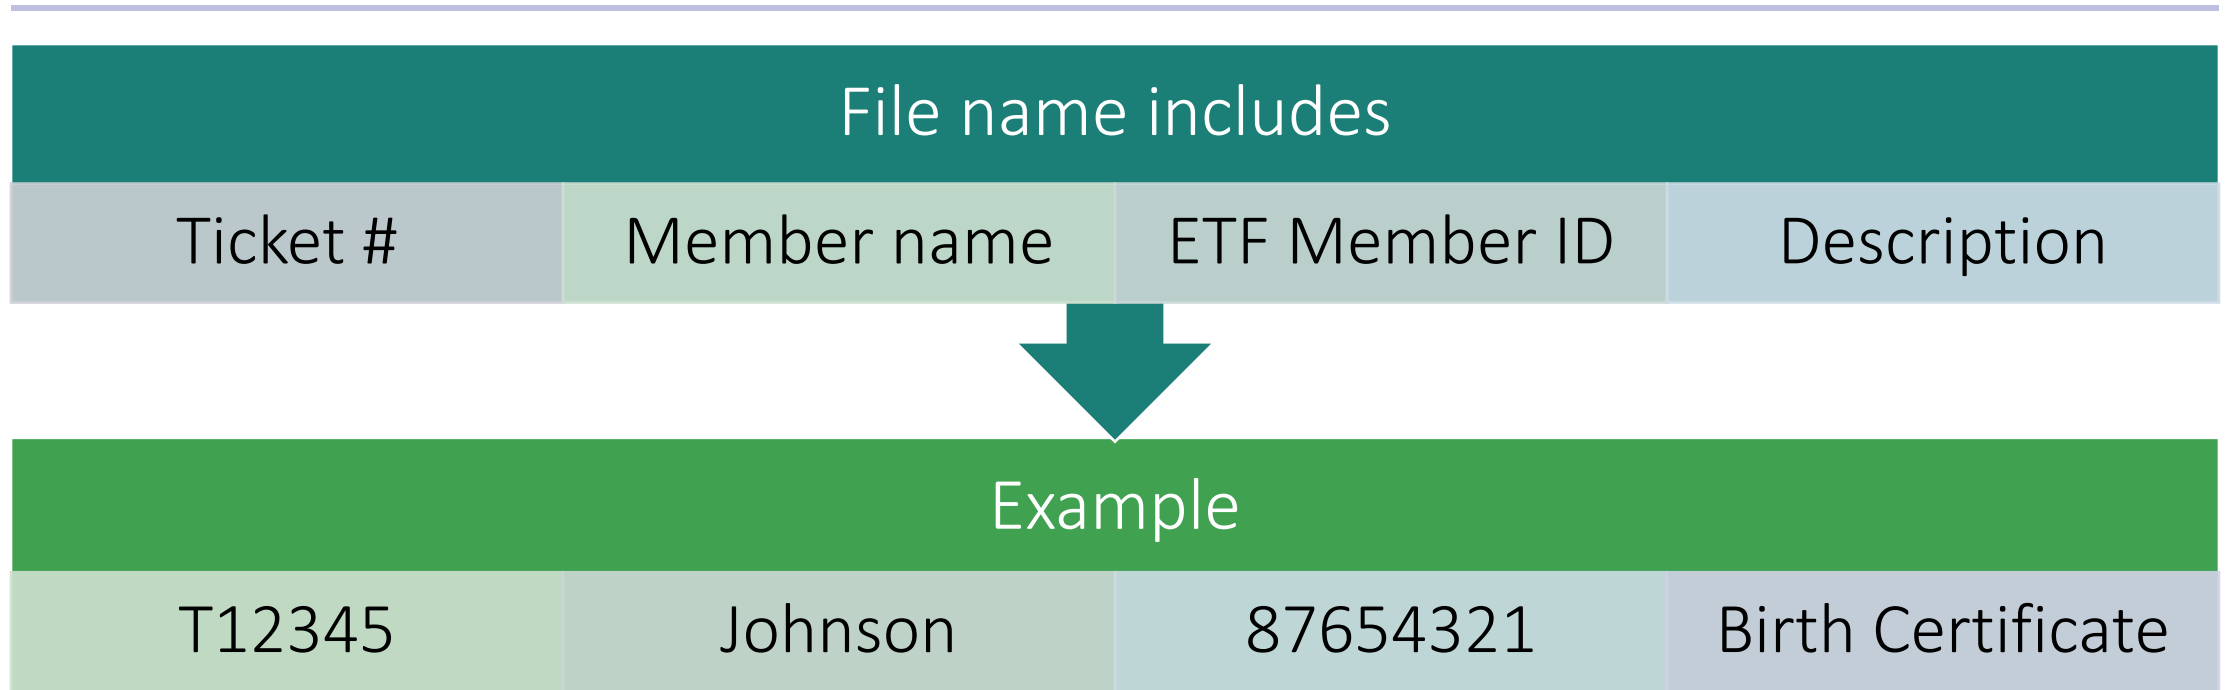 File name includes
Ticket # Member name ETF Member ID Description
Example
T12345 Johnson 87654321 Birth Certificate